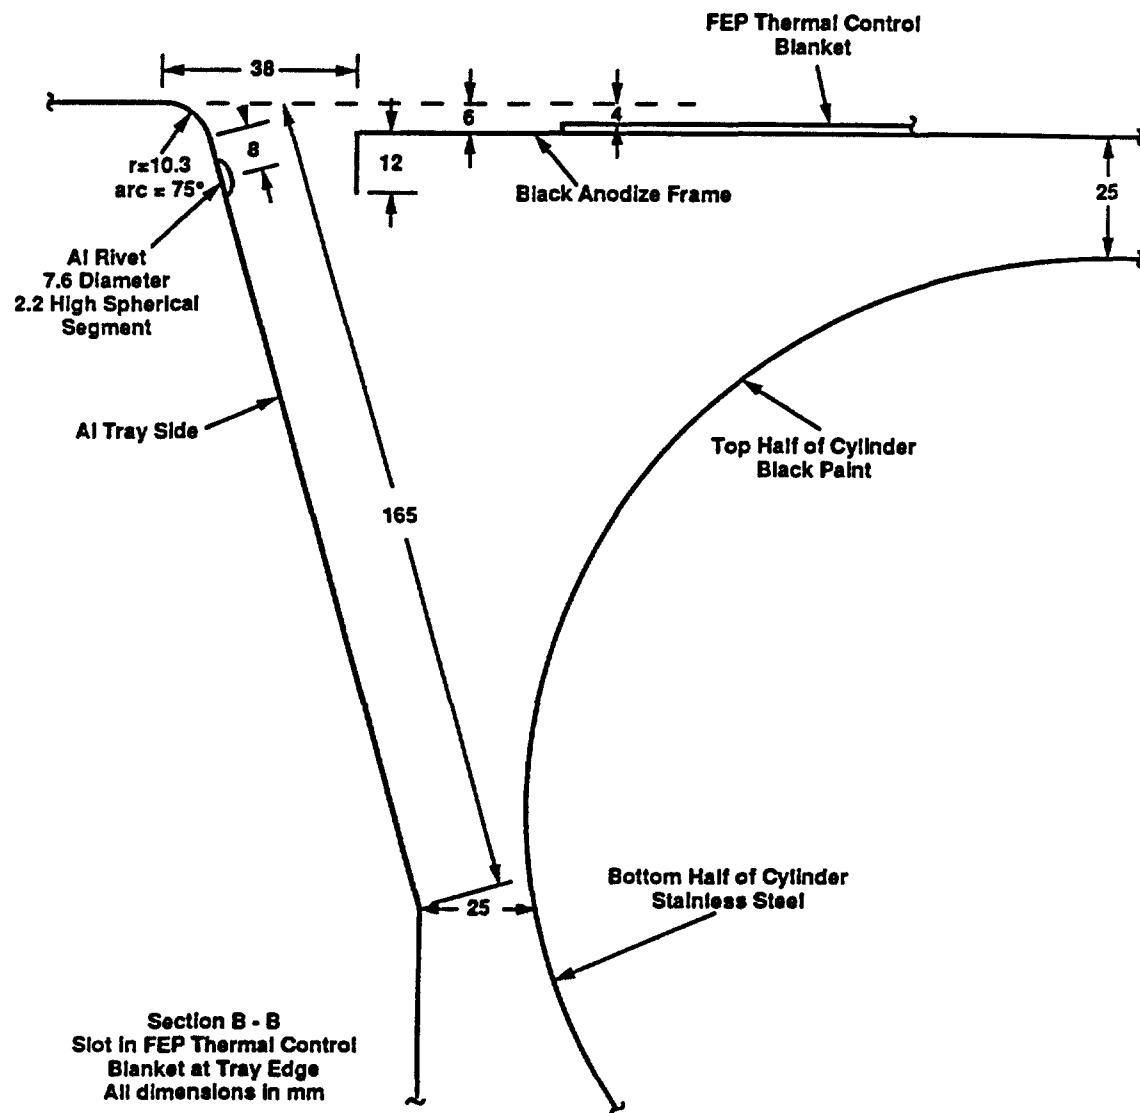 FEP Thermal Control
Blanket
38
6
4
8
12
r=10.3
arc = 75°
Black Anodize Frame
25
Al Rivet
7.6 Diameter
2.2 High Spherical
Segment
Al Tray Side
Top Half of Cylinder
Black Paint
165
Bottom Half of Cylinder
Stainless Steel
25
Section B - B
Slot in FEP Thermal Control
Blanket at Tray Edge
All dimensions in mm